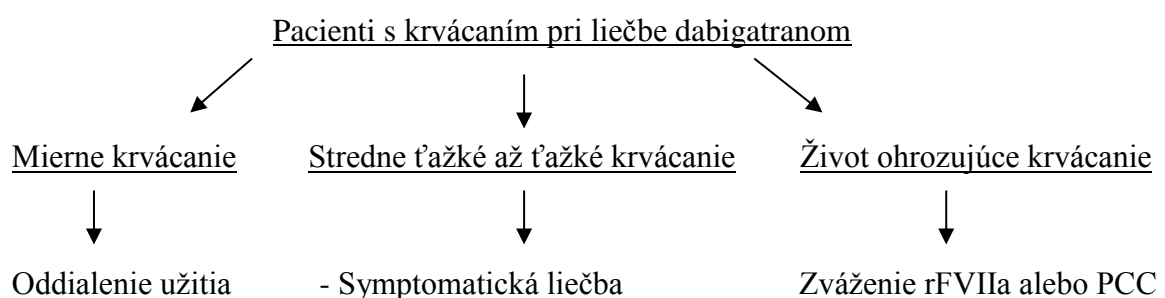 Pacienti s krvácaním pri liečbe dabigatranom
Mierne krvácanie
Stredne ťažké až ťažké krvácanie
Život ohrozujúce krvácanie
Oddialenie užitia
- Symptomatická liečba
Zváženie rFVIIa alebo PCC